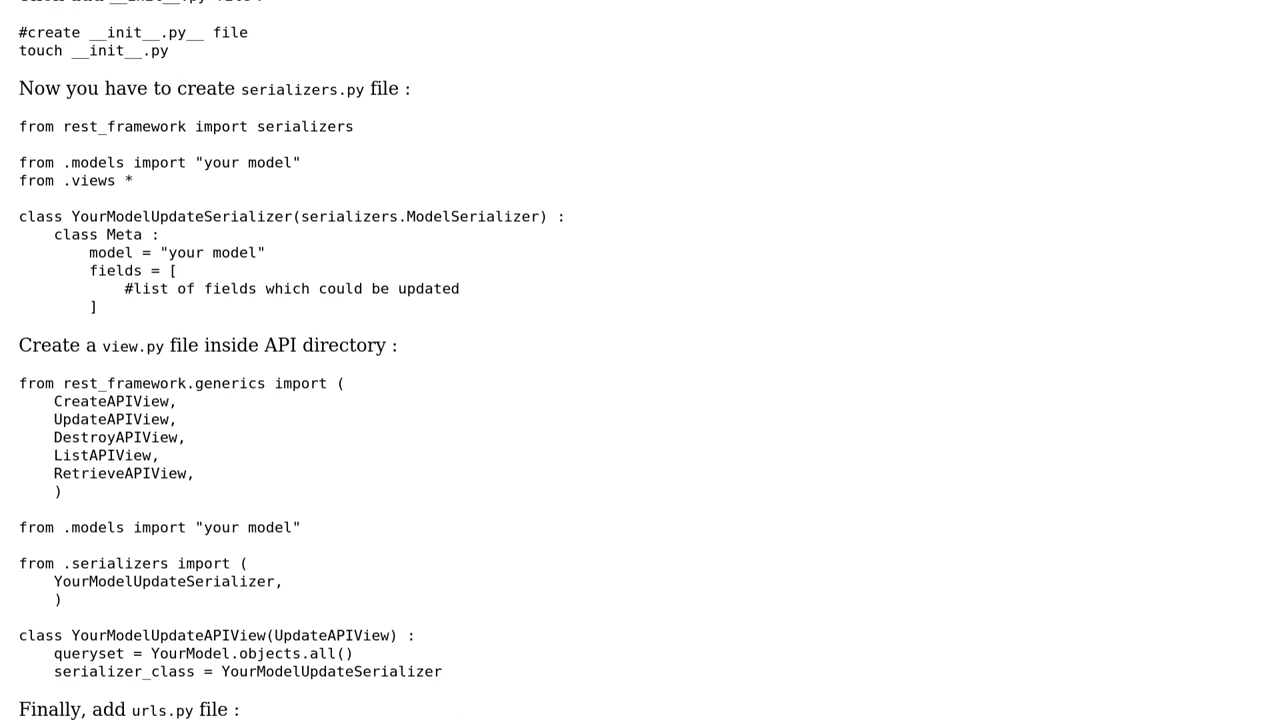 #create __init__.py__ file
touch __init__.py
Now you have to create serializers.py file :
from rest_framework import serializers
from .models import "your model"
from .views *
class YourModelUpdateSerializer(serializers.ModelSerializer) :
    class Meta :
        model = "your model"
        fields = [
            #list of fields which could be updated
        ]
Create a view.py file inside API directory :
from rest_framework.generics import (
    CreateAPIView,
    UpdateAPIView,
    DestroyAPIView,
    ListAPIView,
    RetrieveAPIView,
    )
from .models import "your model"
from .serializers import (
    YourModelUpdateSerializer,
    )
class YourModelUpdateAPIView(UpdateAPIView) :
    queryset = YourModel.objects.all()
    serializer_class = YourModelUpdateSerializer
Finally, add urls.py file :